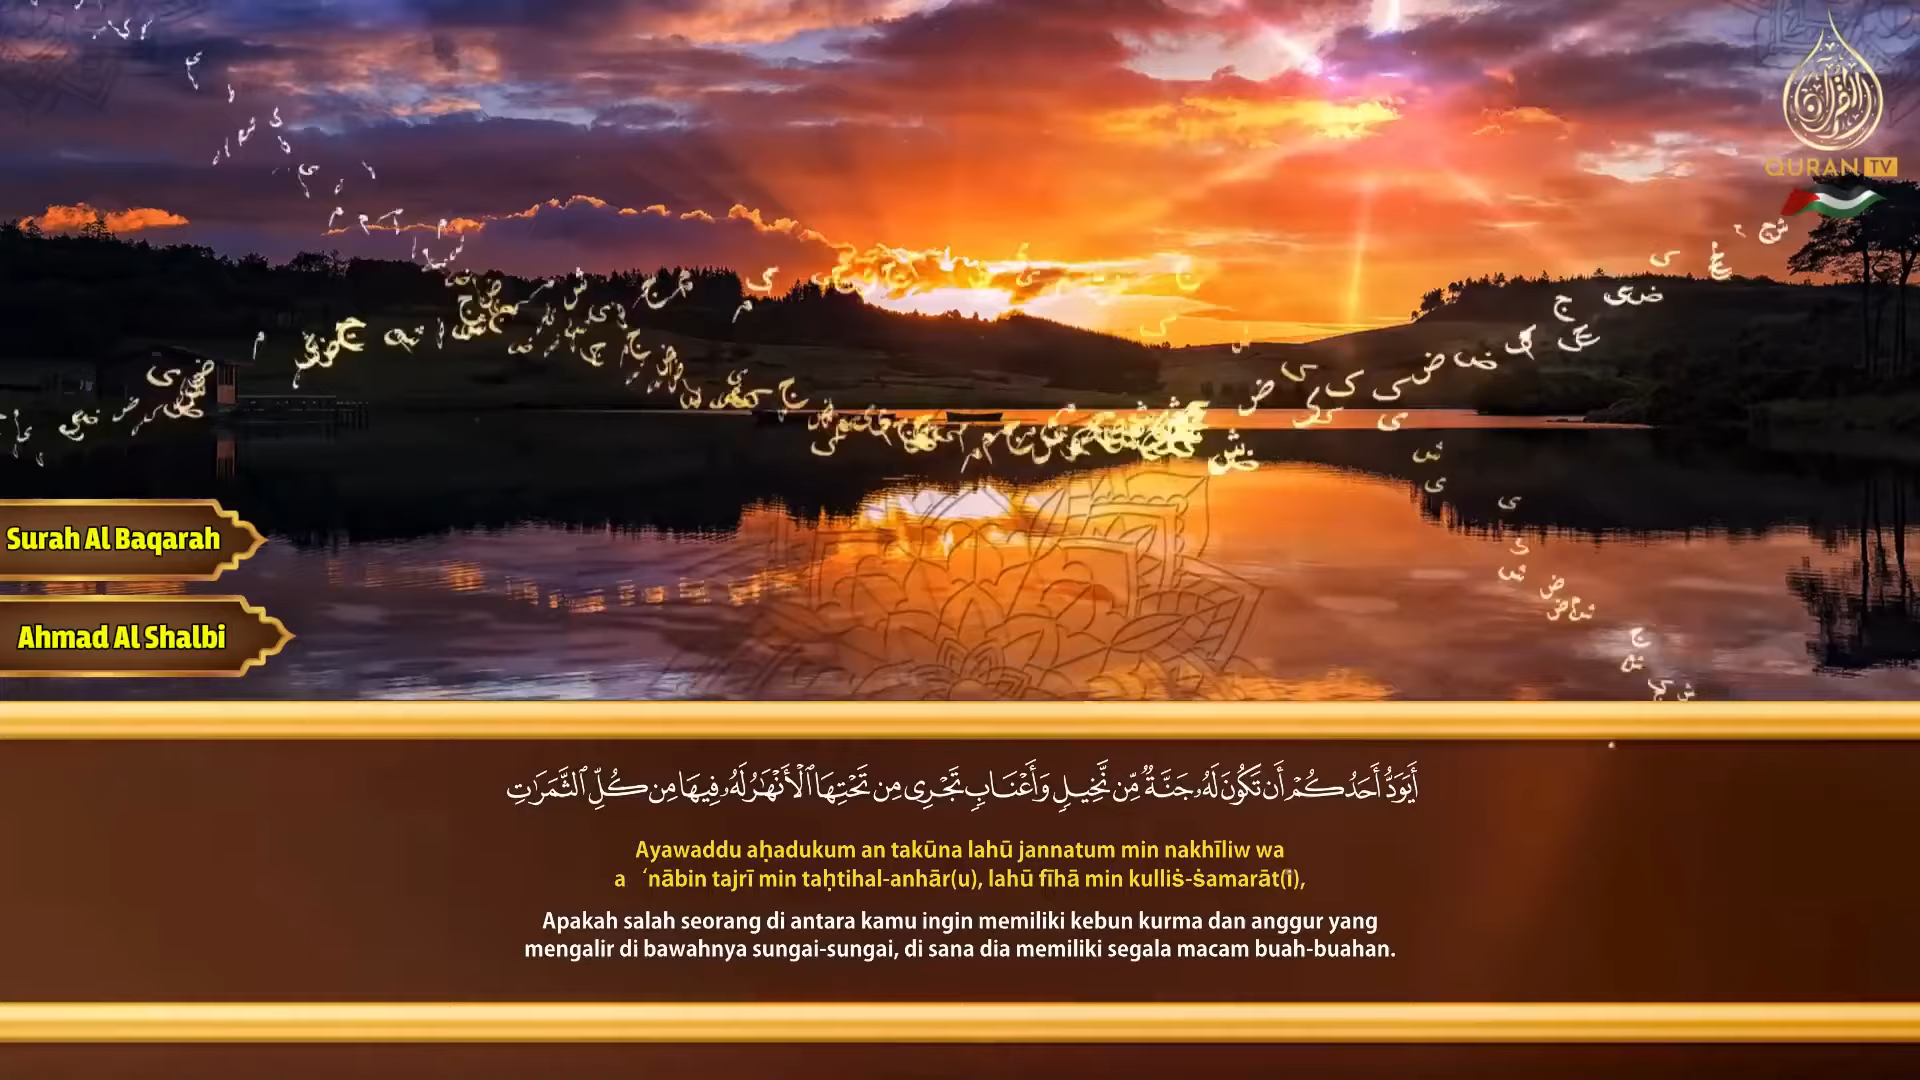 QURAN TV
Surah Al Baqarah
Ahmad Al Shalbi
أَيَوَدُّ أَحَدُكُمْ أَن تَكُونَ لَهُۥ جَنَّةٌ مِّن نَّخِيلٍ وَأَعْنَابٍ تَجْرِى مِن تَحْتِهَا ٱلْأَنْهَـٰرُ لَهُۥ فِيهَا مِن كُلِّ ٱلثَّمَرَٰتِ
Ayawaddu aḥadukum an takūna lahū jannatum min nakhīliw wa
a ‘nābin tajrī min taḥtihal-anhār(u), lahū fīhā min kulliṡ-ṡamarāt(i),
Apakah salah seorang di antara kamu ingin memiliki kebun kurma dan anggur yang
mengalir di bawahnya sungai-sungai, di sana dia memiliki segala macam buah-buahan.